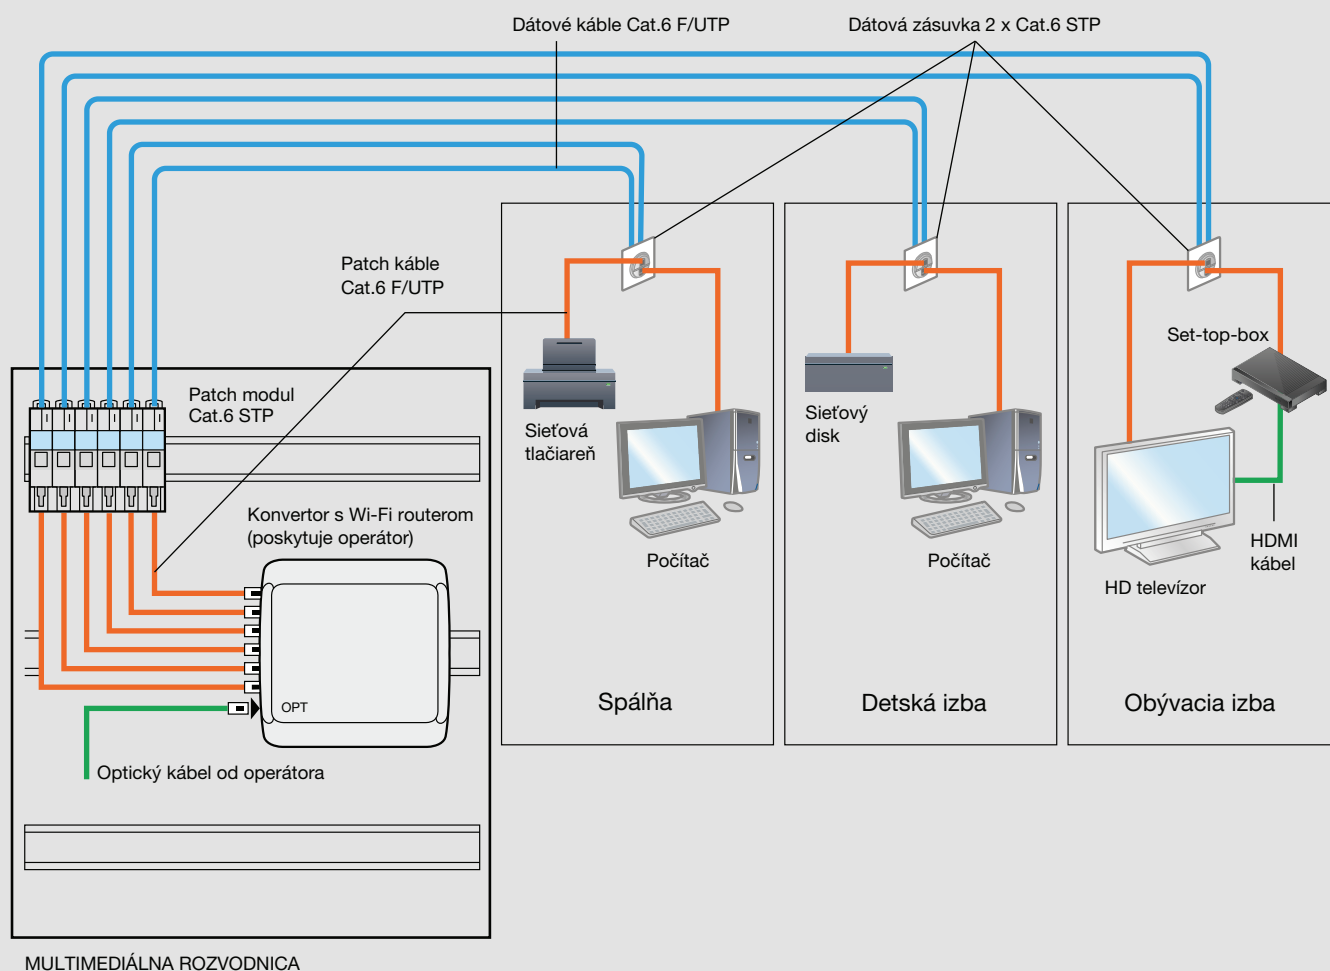 Dátové káble Cat.6 F/UTP
Dátová zásuvka 2 x Cat.6 STP
Patch káble
Cat.6 F/UTP
Patch modul
Cat.6 STP
Konvertor s Wi-Fi routerom
(poskytuje operátor)
OPT
Optický kábel od operátora
Sieťová
tlačiareň
Počítač
Spálňa
Sieťový
disk
Počítač
Detská izba
Set-top-box
HDMI
kábel
HD televízor
Obývacia izba
MULTIMEDIÁLNA ROZVODNICA